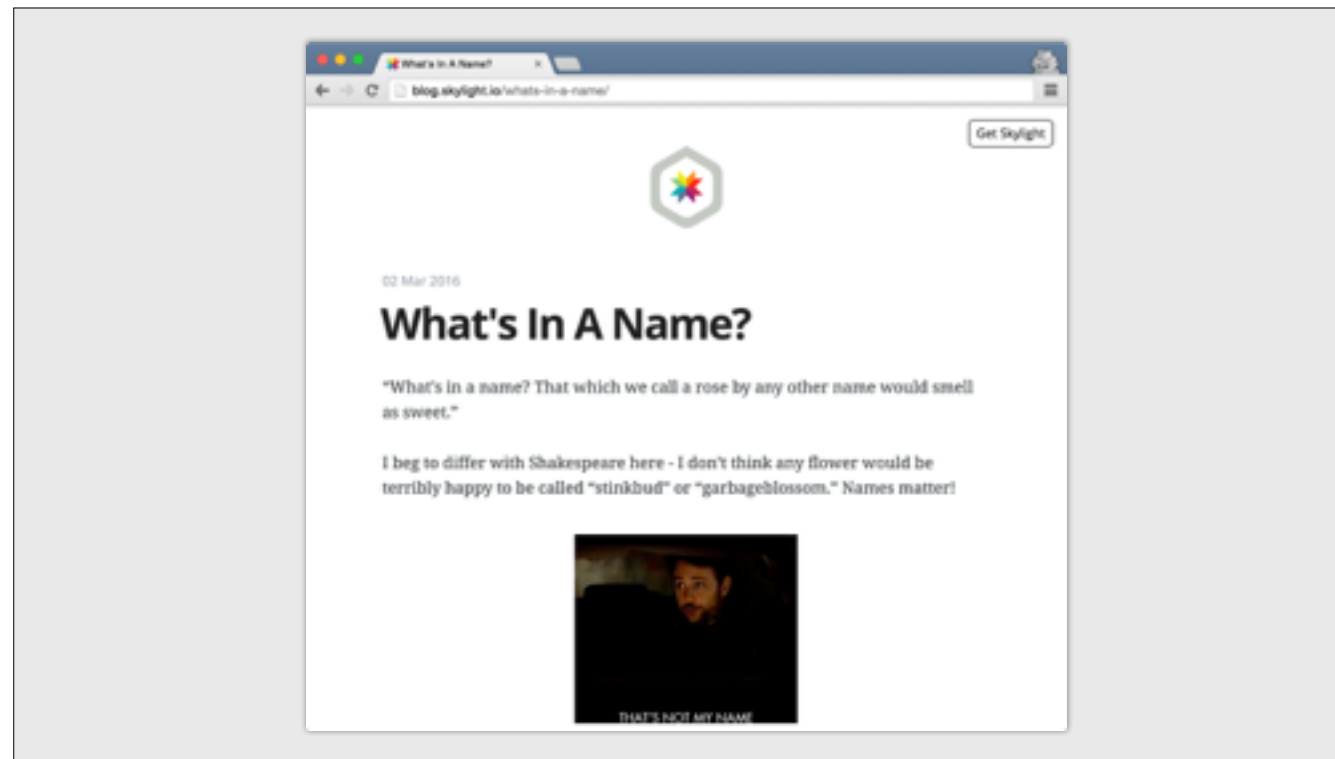 What's In A Name?
blog.skylight.io/whats-in-a-name/
Get Skylight
02 Mar 2016
What's In A Name?
“What's in a name? That which we call a rose by any other name would smell
as sweet.”
I beg to differ with Shakespeare here - I don't think any flower would be
terribly happy to be called “stinkbud” or “garbageblossom.” Names matter!
THAT'S NOT MY NAME